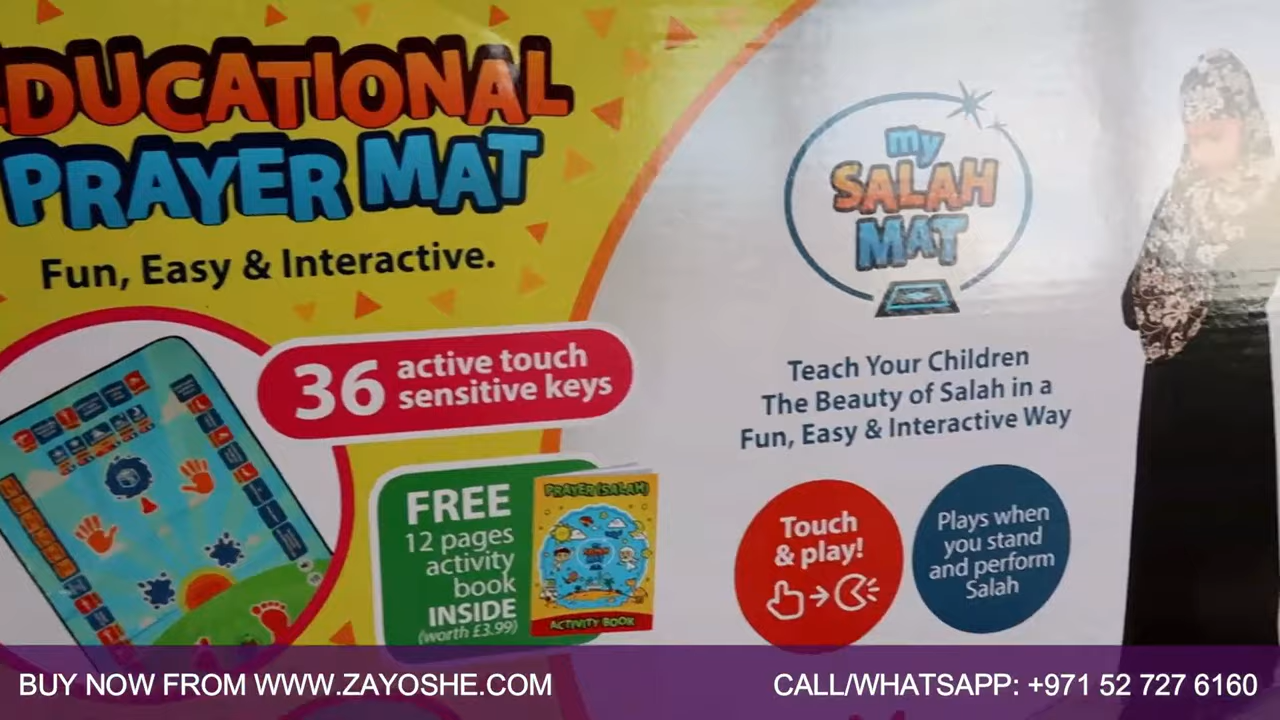 EDUCATIONAL
PRAYER MAT
Fun, Easy & Interactive.
36 active touch
sensitive keys
FREE
12 pages
activity
book
INSIDE
(worth £3.99)
PRAYER (SALAH)
ACTIVITY BOOK
my
SALAH
MAT
Teach Your Children
The Beauty of Salah in a
Fun, Easy & Interactive Way
Touch
& play!
Plays when
you stand
and perform
Salah
BUY NOW FROM WWW.ZAYOSHE.COM
CALL/WHATSAPP: +971 52 727 6160